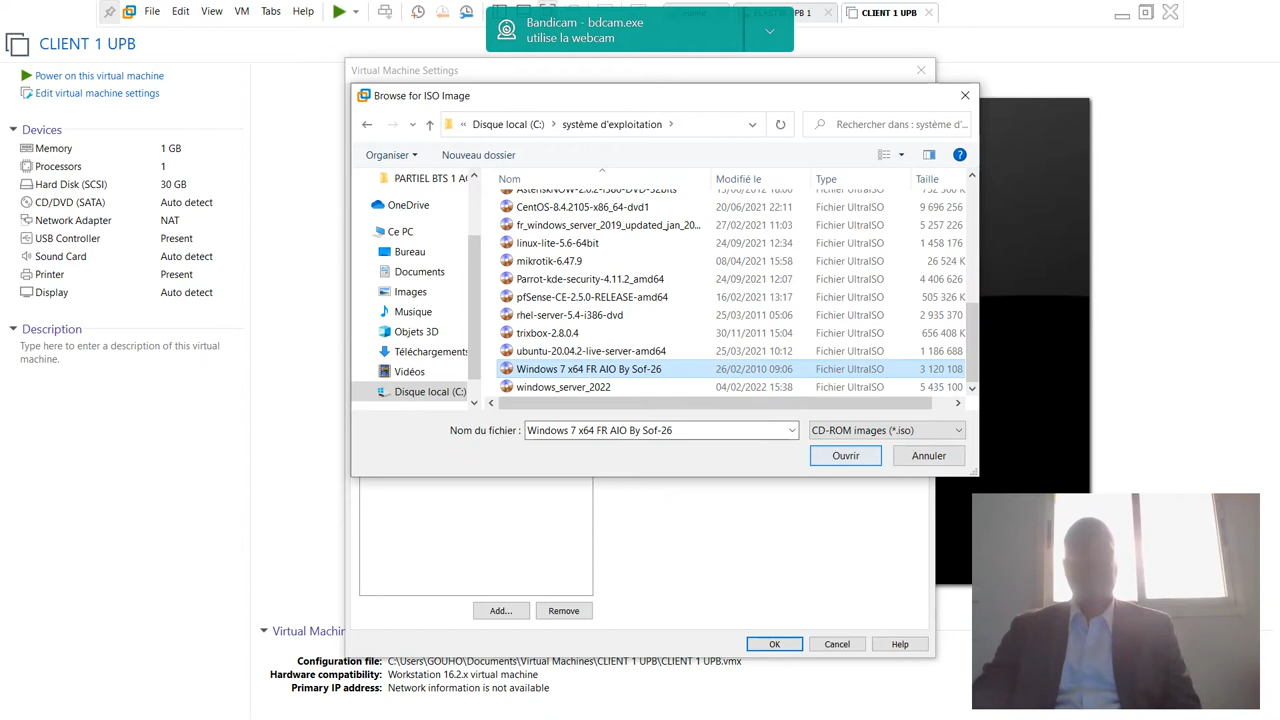 File Edit View VM Tabs Help
CLIENT 1 UPB
Bandicam - bdcam.exe
utilise la webcam
CLIENT 1 UPB
Power on this virtual machine
Edit virtual machine settings
Devices
Memory 1 GB
Processors 1
Hard Disk (SCSI) 30 GB
CD/DVD (SATA) Auto detect
Network Adapter NAT
USB Controller Present
Sound Card Auto detect
Printer Present
Display Auto detect
Description
Type here to enter a description of this virtual
machine.
Virtual Machine Settings
Browse for ISO Image
« Disque local (C:) › système d'exploitation ›
Rechercher dans : système d'...
Organiser
Nouveau dossier
PARTIEL BTS 1 A
OneDrive
Ce PC
Bureau
Documents
Images
Musique
Objets 3D
Téléchargements
Vidéos
Disque local (C:)
Nom Modifié le Type Taille
AsteriskNOW-2.0.2-i386-DVD-32bits 15/06/2012 18:00 Fichier UltraISO
CentOS-8.4.2105-x86_64-dvd1 20/06/2021 22:11 Fichier UltraISO 9 696 256
fr_windows_server_2019_updated_jan_20... 27/02/2021 11:03 Fichier UltraISO 5 257 226
linux-lite-5.6-64bit 24/09/2021 12:34 Fichier UltraISO 1 458 176
mikrotik-6.47.9 08/04/2021 15:58 Fichier UltraISO 26 524 K
Parrot-kde-security-4.11.2_amd64 24/09/2021 12:07 Fichier UltraISO 4 406 626
pfSense-CE-2.5.0-RELEASE-amd64 16/02/2021 13:17 Fichier UltraISO 505 326 K
rhel-server-5.4-i386-dvd 25/03/2011 05:06 Fichier UltraISO 2 935 370
trixbox-2.8.0.4 30/11/2011 15:04 Fichier UltraISO 656 408 K
ubuntu-20.04.2-live-server-amd64 25/03/2021 10:12 Fichier UltraISO 1 186 688
Windows 7 x64 FR AIO By Sof-26 26/02/2010 09:06 Fichier UltraISO 3 120 108
windows_server_2022 04/02/2022 15:38 Fichier UltraISO 5 435 100
Nom du fichier : Windows 7 x64 FR AIO By Sof-26
CD-ROM images (*.iso)
Ouvrir
Annuler
Add...
Remove
OK
Cancel
Help
Virtual Machin
Configuration file: C:\Users\GOUHO\Documents\Virtual Machines\CLIENT 1 UPB\CLIENT 1 UPB.vmx
Hardware compatibility: Workstation 16.2.x virtual machine
Primary IP address: Network information is not available